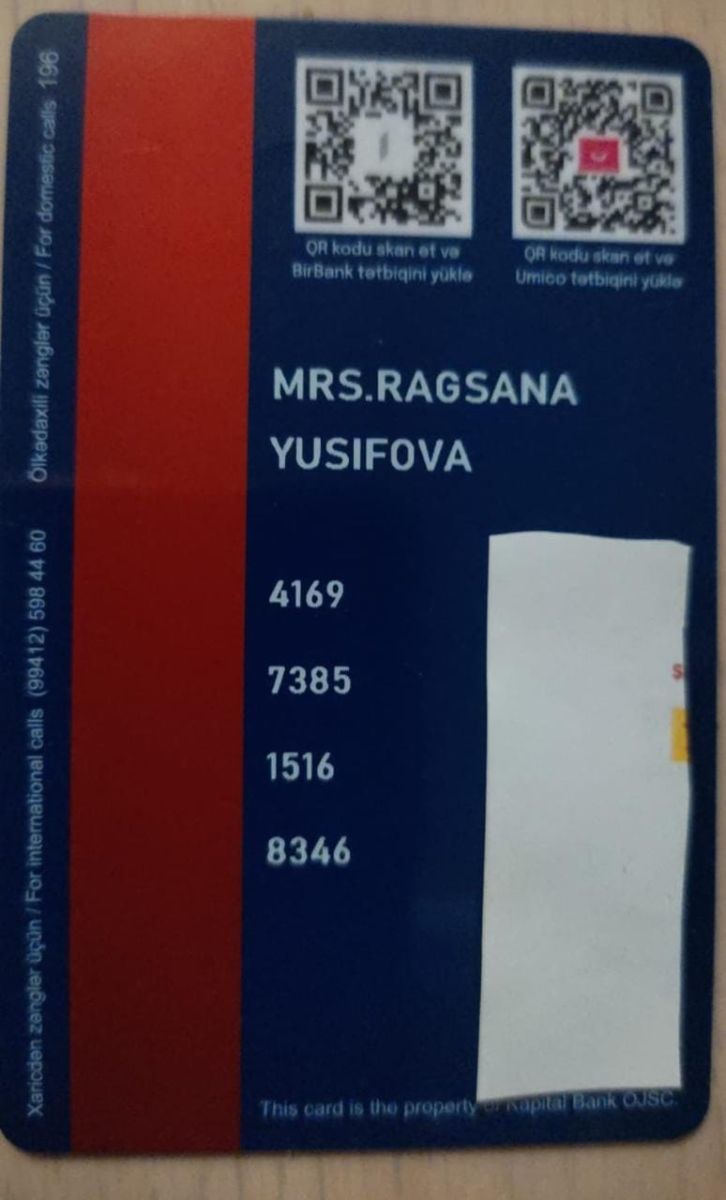 QR kodu skan et və
BirBank tətbiqini yüklə
QR kodu skan et və
Umico tətbiqini yüklə
MRS.RAGSANA
YUSIFOVA
4169
7385
1516
8346
This card is the property of Kapital Bank OJSC.
Xaricdən zənglər üçün / For international calls (99412) 598 44 60
Ölkədaxili zənglər üçün / For domestic calls 196